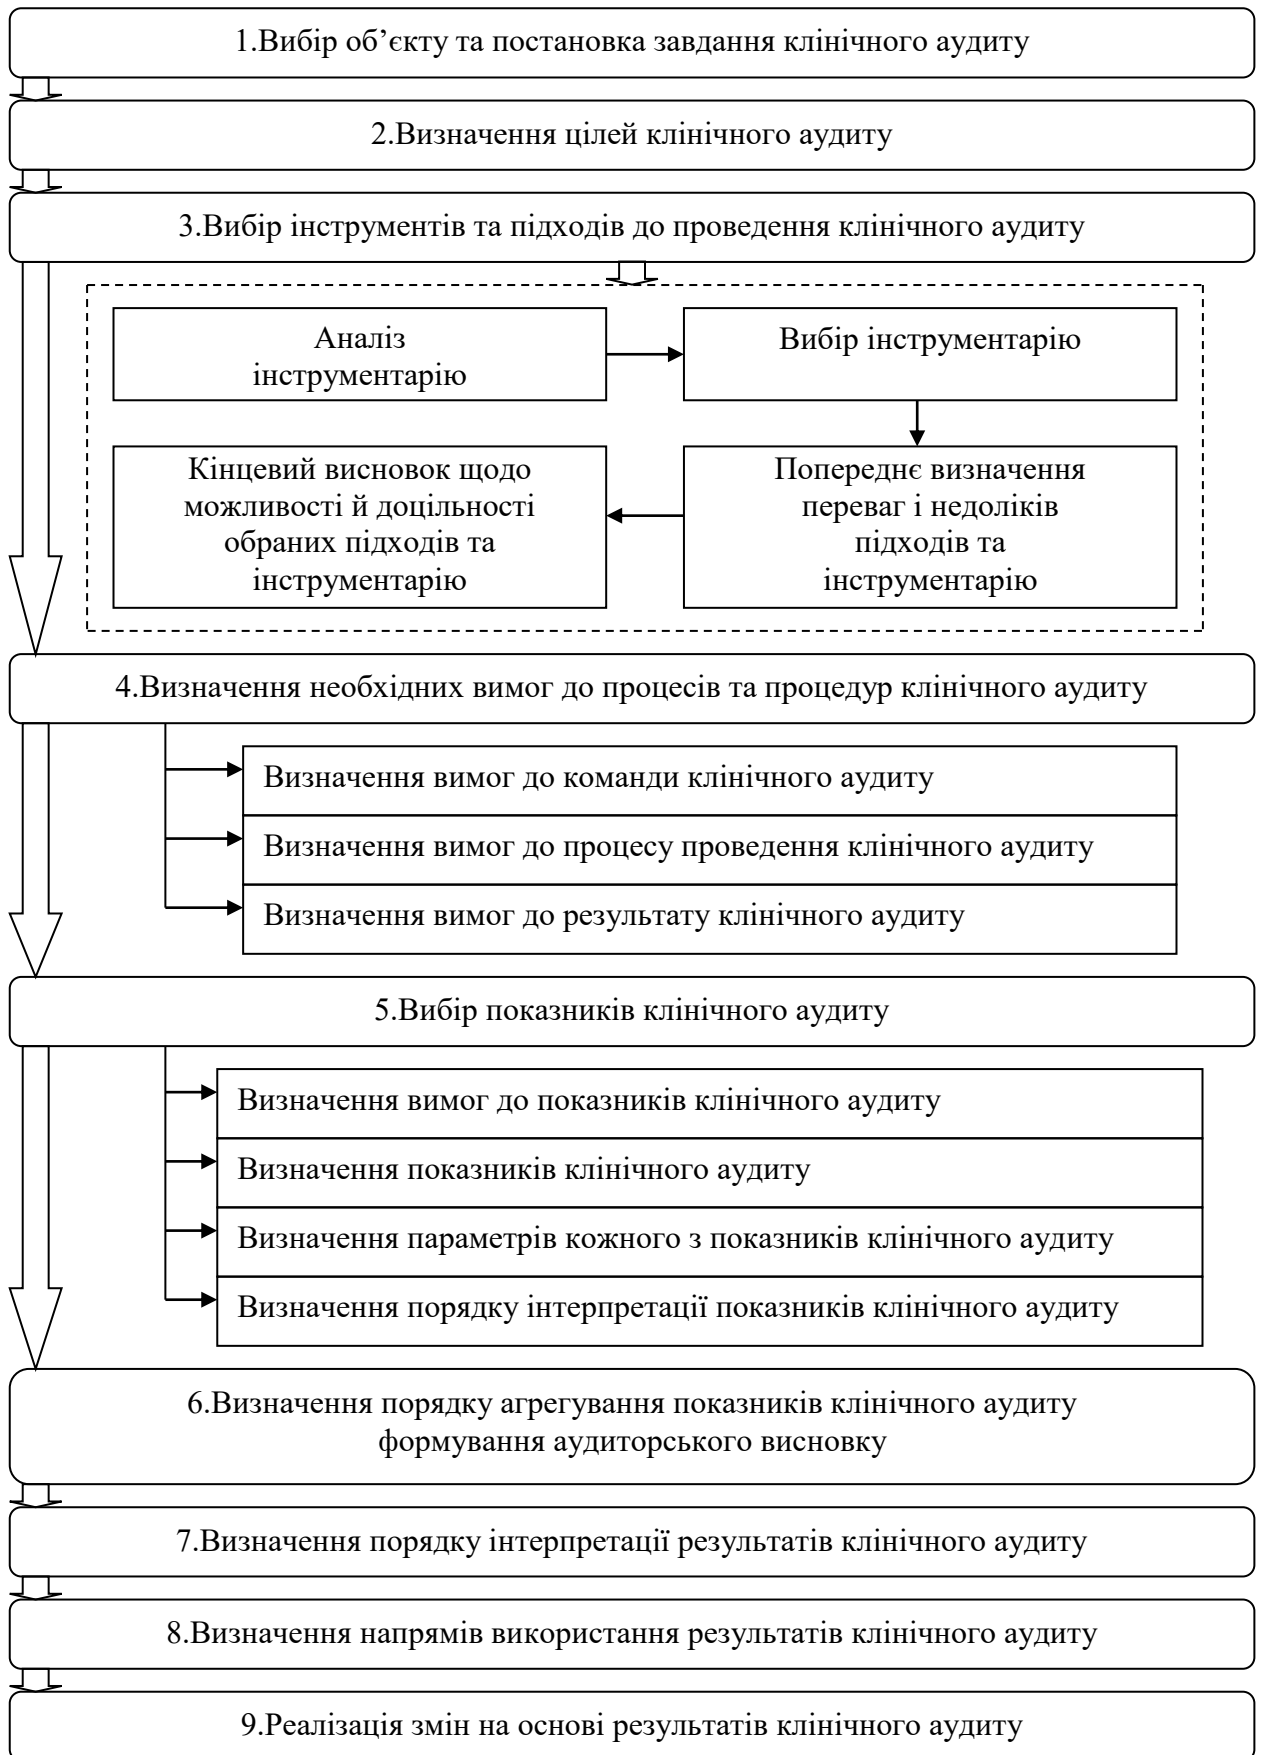 1.Вибір об’єкту та постановка завдання клінічного аудиту
2.Визначення цілей клінічного аудиту
3.Вибір інструментів та підходів до проведення клінічного аудиту
Аналіз
інструментарію
Вибір інструментарію
Попереднє визначення
переваг і недоліків
підходів та
інструментарію
Кінцевий висновок щодо
можливості й доцільності
обраних підходів та
інструментарію
4.Визначення необхідних вимог до процесів та процедур клінічного аудиту
Визначення вимог до команди клінічного аудиту
Визначення вимог до процесу проведення клінічного аудиту
Визначення вимог до результату клінічного аудиту
5.Вибір показників клінічного аудиту
Визначення вимог до показників клінічного аудиту
Визначення показників клінічного аудиту
Визначення параметрів кожного з показників клінічного аудиту
Визначення порядку інтерпретації показників клінічного аудиту
6.Визначення порядку агрегування показників клінічного аудиту
формування аудиторського висновку
7.Визначення порядку інтерпретації результатів клінічного аудиту
8.Визначення напрямів використання результатів клінічного аудиту
9.Реалізація змін на основі результатів клінічного аудиту